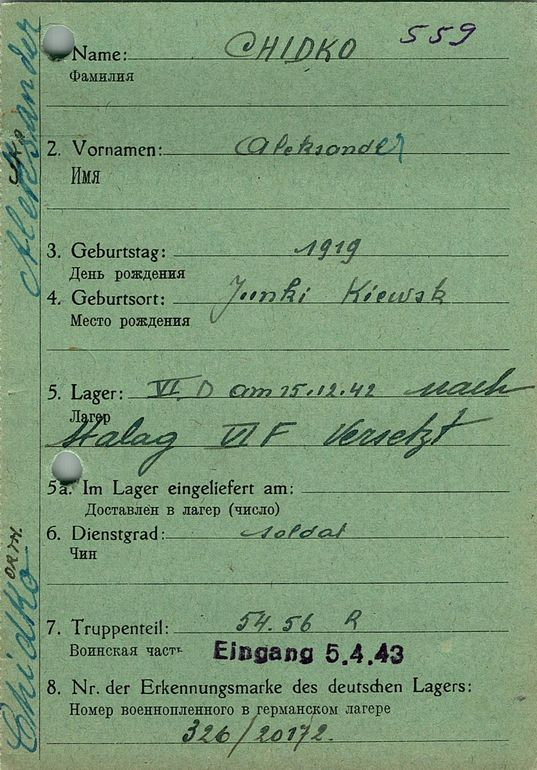 559
1. Name: CHIDKO
Фамилия
2. Vornamen: Aleksander
Имя
3. Geburtstag: 1919
День рождения
4. Geburtsort: Junki Kiewsk
Место рождения
5. Lager: VI. D am 15.12.42 nach
Лагер
Stalag VI F Versetzt
5a. Im Lager eingeliefert am:
Доставлен в лагер (число)
6. Dienstgrad: soldat
Чин
7. Truppenteil: 54.56 R
Воинская часть
Eingang 5.4.43
8. Nr. der Erkennungsmarke des deutschen Lagers:
Номер военнопленного в германском лагере
326/20172.
Chidko Aleksander